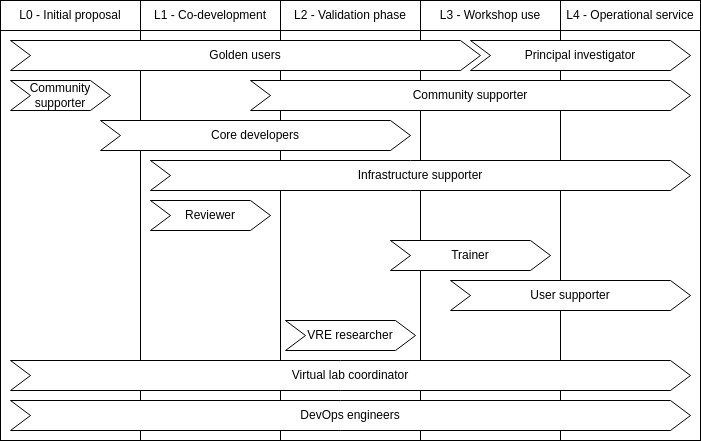 L0 - Initial proposal
L1 - Co-development
L2 - Validation phase
L3 - Workshop use
L4 - Operational service
Golden users
Principal investigator
Community
supporter
Community supporter
Core developers
Infrastructure supporter
Reviewer
Trainer
User supporter
VRE researcher
Virtual lab coordinator
DevOps engineers